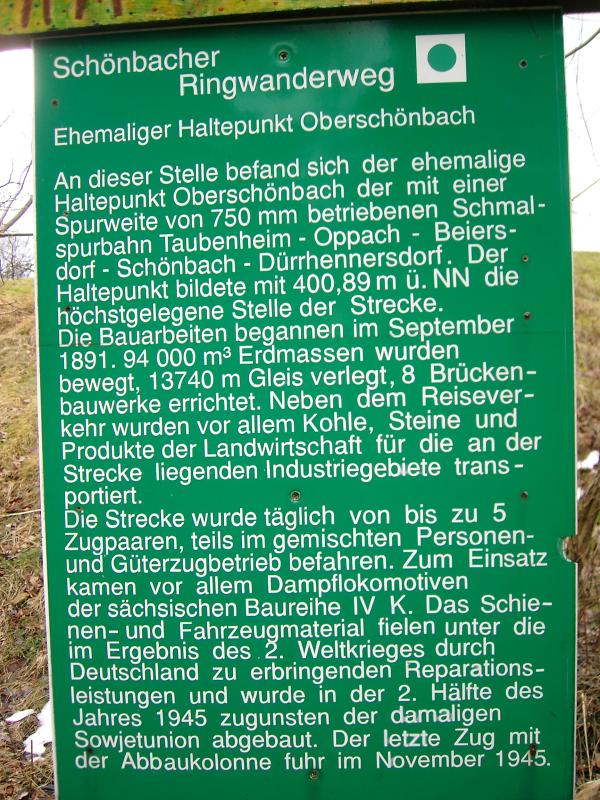 Schönbacher
Ringwanderweg
Ehemaliger Haltepunkt Oberschönbach
An dieser Stelle befand sich der ehemalige
Haltepunkt Oberschönbach der mit einer
Spurweite von 750 mm betriebenen Schmal-
spurbahn Taubenheim - Oppach - Beiers-
dorf - Schönbach - Dürrhennersdorf. Der
Haltepunkt bildete mit 400,89 m ü. NN die
höchstgelegene Stelle der Strecke.
Die Bauarbeiten begannen im September
1891. 94 000 m³ Erdmassen wurden
bewegt, 13740 m Gleis verlegt, 8 Brücken-
bauwerke errichtet. Neben dem Reisever-
kehr wurden vor allem Kohle, Steine und
Produkte der Landwirtschaft für die an der
Strecke liegenden Industriegebiete trans-
portiert.
Die Strecke wurde täglich von bis zu 5
Zugpaaren, teils im gemischten Personen-
und Güterzugbetrieb befahren. Zum Einsatz
kamen vor allem Dampflokomotiven
der sächsischen Baureihe IV K. Das Schie-
nen- und Fahrzeugmaterial fielen unter die
im Ergebnis des 2. Weltkrieges durch
Deutschland zu erbringenden Reparations-
leistungen und wurde in der 2. Hälfte des
Jahres 1945 zugunsten der damaligen
Sowjetunion abgebaut. Der letzte Zug mit
der Abbaukolonne fuhr im November 1945.